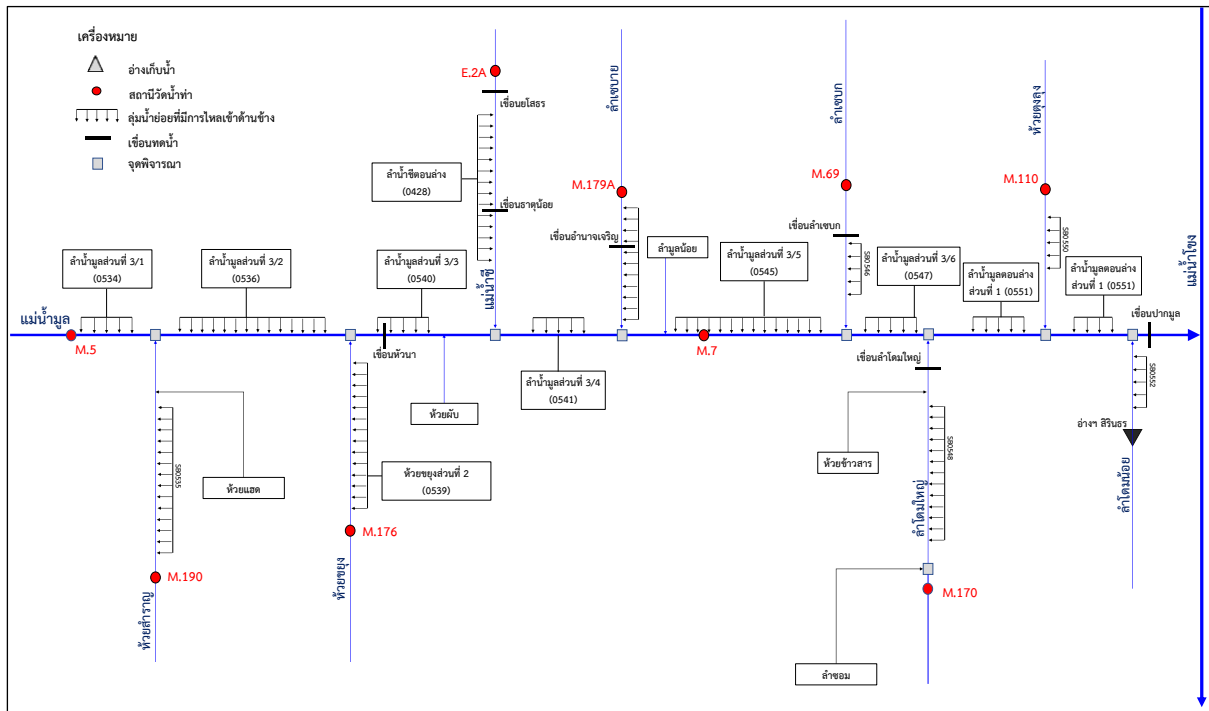 เครื่องหมาย
อ่างเก็บน้ำ
สถานีวัดน้ำท่า
ลุ่มน้ำย่อยที่มีการไหลเข้าด้านข้าง
เขื่อนทดน้ำ
จุดพิจารณา
E.2A
เขื่อนยโสธร
ลำน้ำชีตอนล่าง
(0428)
เขื่อนธาตุน้อย
แม่น้ำชี
ลำเซบาย
M.179A
เขื่อนอำนาจเจริญ
ลำเซบก
M.69
เขื่อนลำเซบก
SB0546
ห้วยตุงลุง
M.110
SB0550
แม่น้ำโขง
ลำน้ำมูลส่วนที่ 3/1
(0534)
ลำน้ำมูลส่วนที่ 3/2
(0536)
ลำน้ำมูลส่วนที่ 3/3
(0540)
ลำมูลน้อย
ลำน้ำมูลส่วนที่ 3/5
(0545)
ลำน้ำมูลส่วนที่ 3/6
(0547)
ลำน้ำมูลตอนล่าง
ส่วนที่ 1 (0551)
ลำน้ำมูลตอนล่าง
ส่วนที่ 1 (0551)
เขื่อนปากมูล
แม่น้ำมูล
M.5
เขื่อนหัวนา
M.7
เขื่อนลำโดมใหญ่
ลำน้ำมูลส่วนที่ 3/4
(0541)
ห้วยผับ
SB0552
อ่างฯ สิรินธร
ลำโดมน้อย
SB0535
ห้วยแฮด
ห้วยขยุงส่วนที่ 2
(0539)
ห้วยข้าวสาร
SB0548
ลำโดมใหญ่
M.176
ห้วยขยุง
M.190
ห้วยสำราญ
M.170
ลำซอม